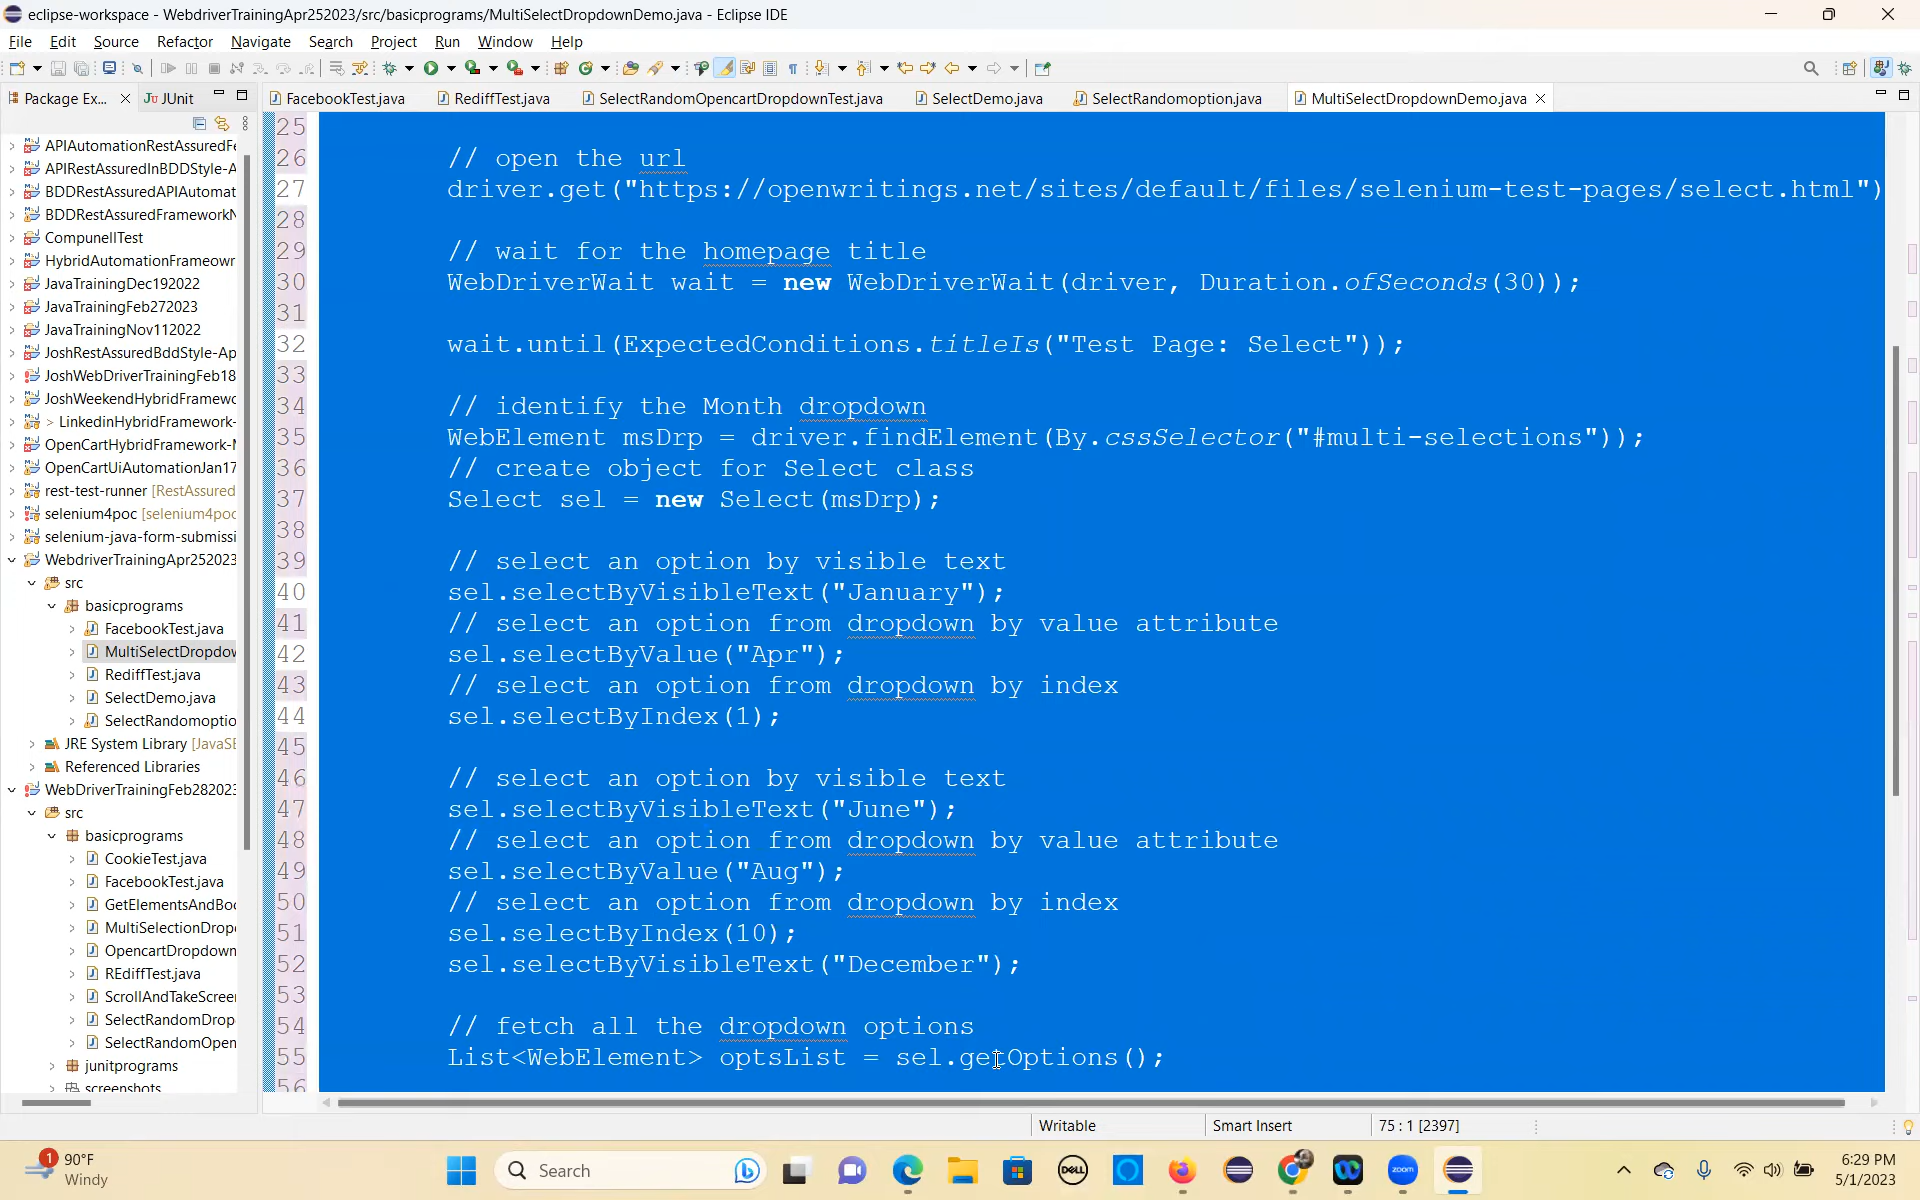 eclipse-workspace - WebdriverTrainingApr252023/src/basicprograms/MultiSelectDropdownDemo.java - Eclipse IDE
File Edit Source Refactor Navigate Search Project Run Window Help
Package Ex... JUnit
FacebookTest.java RediffTest.java SelectRandomOpencartDropdownTest.java SelectDemo.java SelectRandomoption.java MultiSelectDropdownDemo.java
APIAutomationRestAssuredFe
APIRestAssuredInBDDStyle-A
BDDRestAssuredAPIAutomat
BDDRestAssuredFrameworkN
CompunellTest
HybridAutomationFrameowr
JavaTrainingDec192022
JavaTrainingFeb272023
JavaTrainingNov112022
JoshRestAssuredBddStyle-Ap
JoshWebDriverTrainingFeb18
JoshWeekendHybridFramewo
> LinkedinHybridFramework-
OpenCartHybridFramework-M
OpenCartUiAutomationJan17
rest-test-runner [RestAssured
selenium4poc [selenium4poc
selenium-java-form-submissi
WebdriverTrainingApr252023
src
basicprograms
FacebookTest.java
MultiSelectDropdow
RediffTest.java
SelectDemo.java
SelectRandomoptio
JRE System Library [JavaSE
Referenced Libraries
WebDriverTrainingFeb282023
src
basicprograms
CookieTest.java
FacebookTest.java
GetElementsAndBoo
MultiSelectionDrop
OpencartDropdown
REdiffTest.java
ScrollAndTakeScreen
SelectRandomDrop
SelectRandomOpen
junitprograms
screenshots
25
26 // open the url
27 driver.get("https://openwritings.net/sites/default/files/selenium-test-pages/select.html")
28
29 // wait for the homepage title
30 WebDriverWait wait = new WebDriverWait(driver, Duration.ofSeconds(30));
31
32 wait.until(ExpectedConditions.titleIs("Test Page: Select"));
33
34 // identify the Month dropdown
35 WebElement msDrp = driver.findElement(By.cssSelector("#multi-selections"));
36 // create object for Select class
37 Select sel = new Select(msDrp);
38
39 // select an option by visible text
40 sel.selectByVisibleText("January");
41 // select an option from dropdown by value attribute
42 sel.selectByValue("Apr");
43 // select an option from dropdown by index
44 sel.selectByIndex(1);
45
46 // select an option by visible text
47 sel.selectByVisibleText("June");
48 // select an option from dropdown by value attribute
49 sel.selectByValue("Aug");
50 // select an option from dropdown by index
51 sel.selectByIndex(10);
52 sel.selectByVisibleText("December");
53
54 // fetch all the dropdown options
55 List<WebElement> optsList = sel.getOptions();
56
Writable Smart Insert 75 : 1 [2397]
1 90°F
Windy
Search
DELL
zoom
6:29 PM
5/1/2023